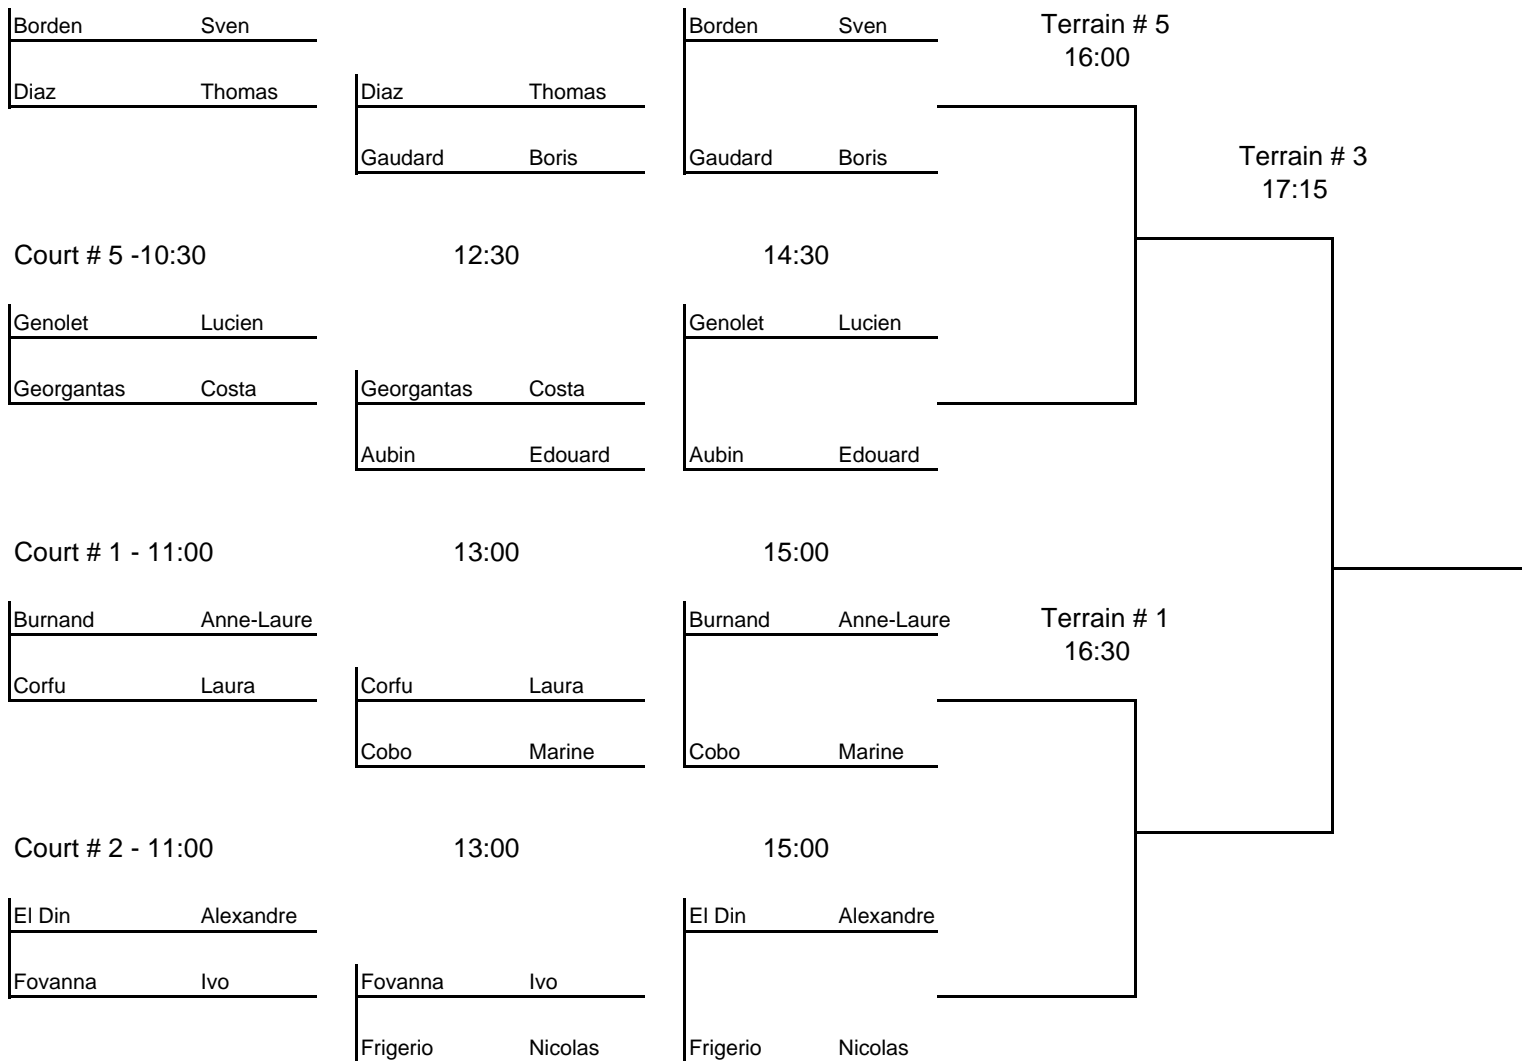 Borden Sven Borden Sven Terrain # 5
16:00
Diaz Thomas Diaz Thomas
Gaudard Boris Gaudard Boris Terrain # 3
17:15
Court # 5 -10:30 12:30 14:30
Genolet Lucien Genolet Lucien
Georgantas Costa Georgantas Costa
Aubin Edouard Aubin Edouard
Court # 1 - 11:00 13:00 15:00
Burnand Anne-Laure Burnand Anne-Laure Terrain # 1
16:30
Corfu Laura Corfu Laura
Cobo Marine Cobo Marine
Court # 2 - 11:00 13:00 15:00
El Din Alexandre El Din Alexandre
Fovanna Ivo Fovanna Ivo
Frigerio Nicolas Frigerio Nicolas